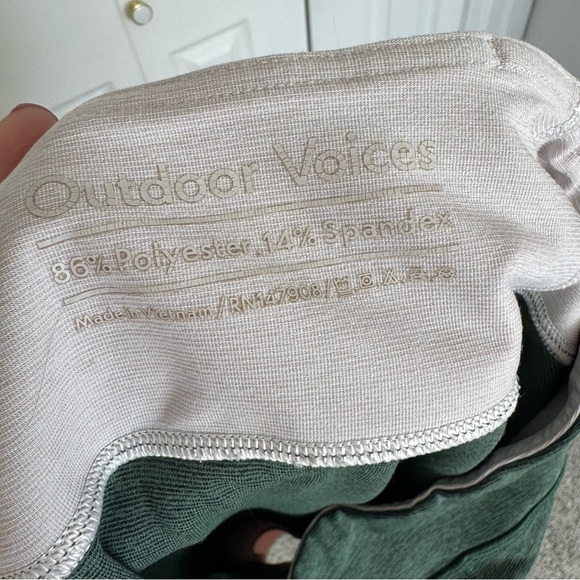 Outdoor Voices
86% Polyester, 14% Spandex
Made in Vietnam / RN147908 /